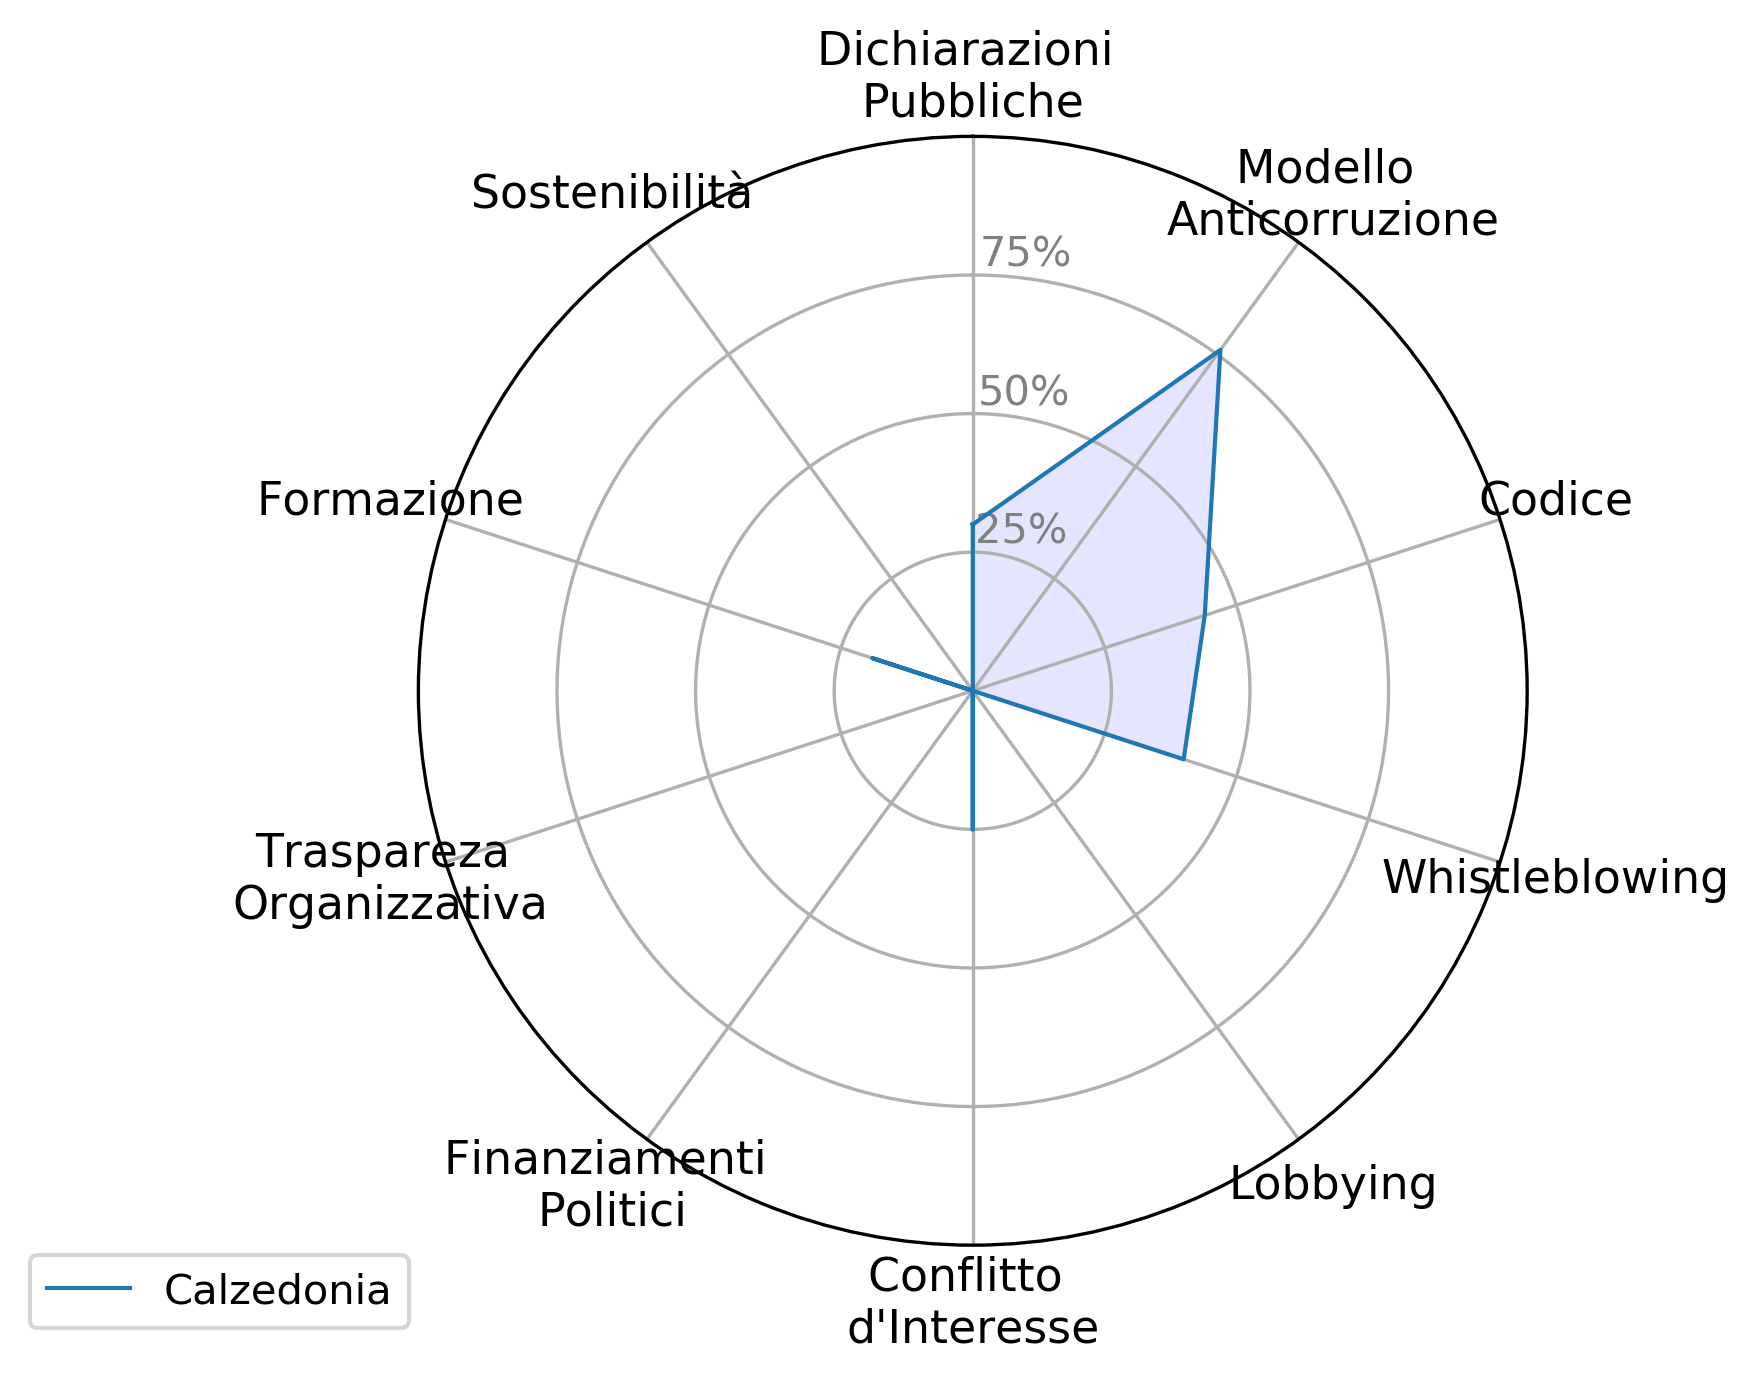 Dichiarazioni
Pubbliche
Modello
Anticorruzione
Sostenibilità
75%
50%
25%
Formazione
Codice
Traspareza
Organizzativa
Whistleblowing
Finanziamenti
Politici
Lobbying
Conflitto
d'Interesse
Calzedonia